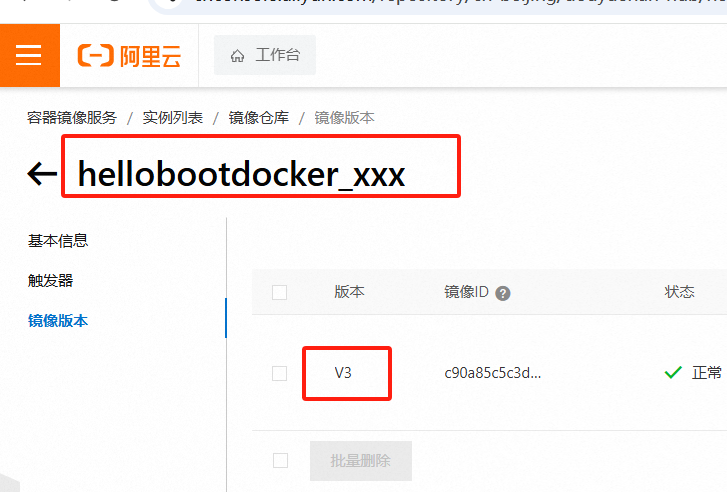 阿里云
工作台
容器镜像服务 / 实例列表 / 镜像仓库 / 镜像版本
← hellobootdocker_xxx
基本信息
触发器
镜像版本
版本 镜像ID ? 状态
V3 c90a85c5c3d... 正常
批量删除